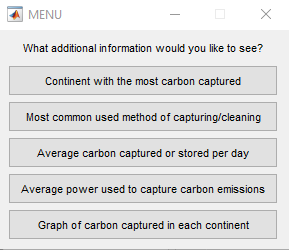 MENU
What additional information would you like to see?
Continent with the most carbon captured
Most common used method of capturing/cleaning
Average carbon captured or stored per day
Average power used to capture carbon emissions
Graph of carbon captured in each continent